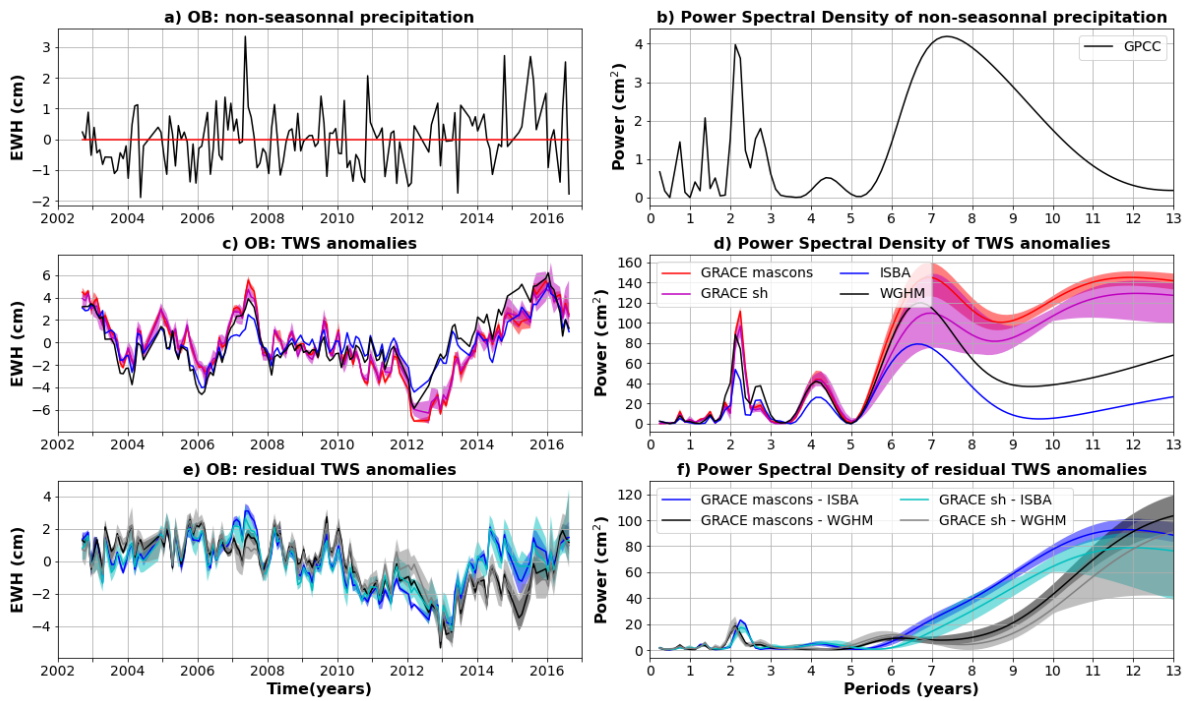 a) OB: non-seasonnal precipitation
EWH (cm)
3
2
1
0
−1
−2
2002 2004 2006 2008 2010 2012 2014 2016
b) Power Spectral Density of non-seasonnal precipitation
Power (cm²)
4
3
2
1
0
GPCC
0 1 2 3 4 5 6 7 8 9 10 11 12 13
c) OB: TWS anomalies
EWH (cm)
6
4
2
0
−2
−4
−6
2002 2004 2006 2008 2010 2012 2014 2016
d) Power Spectral Density of TWS anomalies
Power (cm²)
160
140
120
100
80
60
40
20
0
GRACE mascons ISBA
GRACE sh WGHM
0 1 2 3 4 5 6 7 8 9 10 11 12 13
e) OB: residual TWS anomalies
EWH (cm)
4
2
0
−2
−4
2002 2004 2006 2008 2010 2012 2014 2016
Time(years)
f) Power Spectral Density of residual TWS anomalies
Power (cm²)
120
100
80
60
40
20
0
GRACE mascons - ISBA GRACE sh - ISBA
GRACE mascons - WGHM GRACE sh - WGHM
0 1 2 3 4 5 6 7 8 9 10 11 12 13
Periods (years)